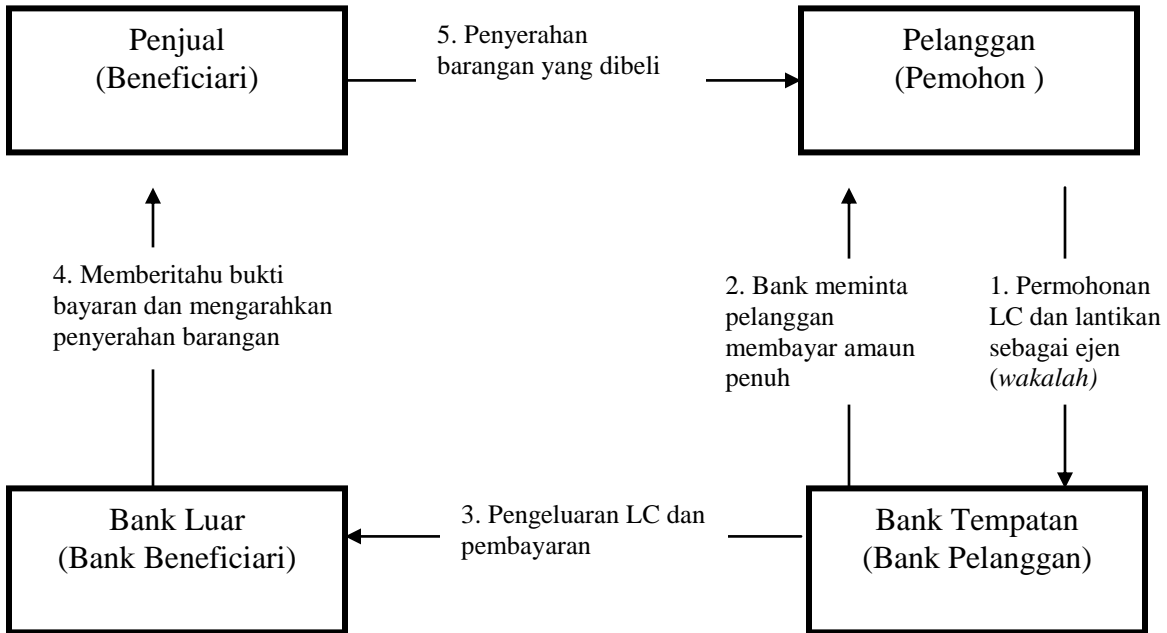 Penjual
(Beneficiari)
5. Penyerahan
barangan yang dibeli
Pelanggan
(Pemohon )
4. Memberitahu bukti
bayaran dan mengarahkan
penyerahan barangan
2. Bank meminta
pelanggan
membayar amaun
penuh
1. Permohonan
LC dan lantikan
sebagai ejen
(wakalah)
Bank Luar
(Bank Beneficiari)
3. Pengeluaran LC dan
pembayaran
Bank Tempatan
(Bank Pelanggan)